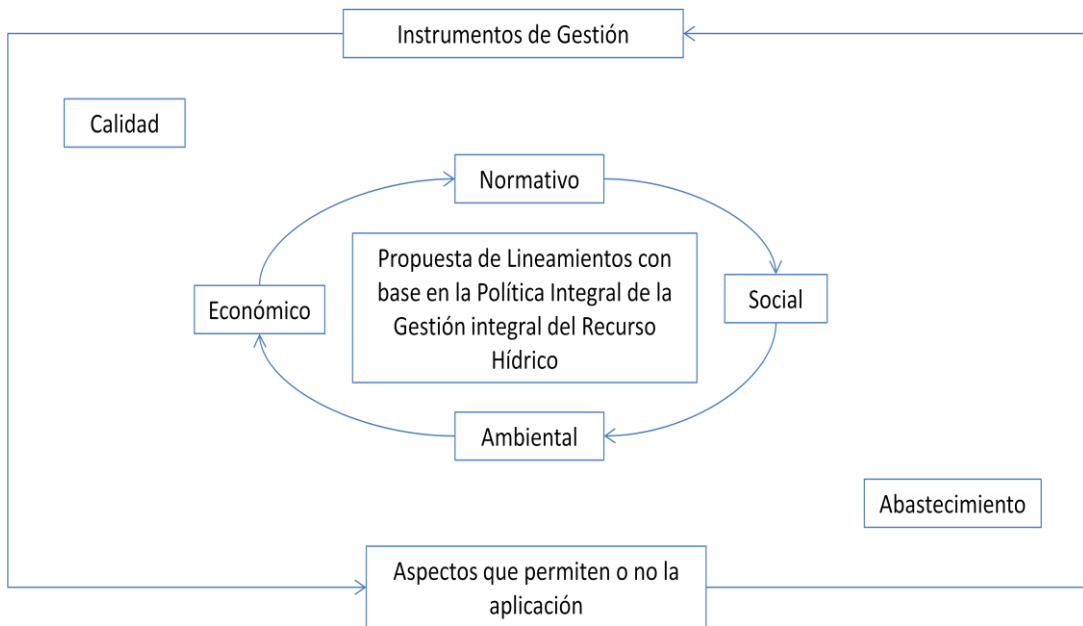 Instrumentos de Gestión
Calidad
Normativo
Propuesta de Lineamientos con
base en la Política Integral de la
Gestión integral del Recurso
Hídrico
Económico
Social
Ambiental
Abastecimiento
Aspectos que permiten o no la
aplicación